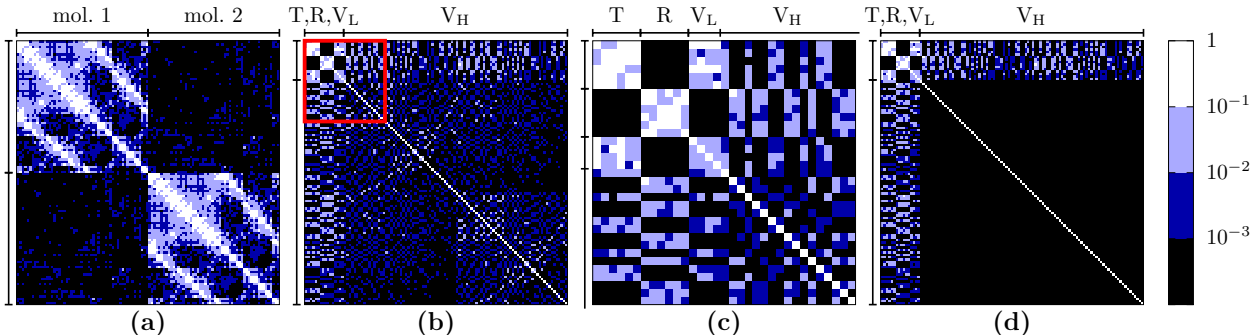 mol. 1 mol. 2 T,R,V_L V_H T R V_L V_H T,R,V_L V_H
1
10^{-1}
10^{-2}
10^{-3}
(a) (b) (c) (d)